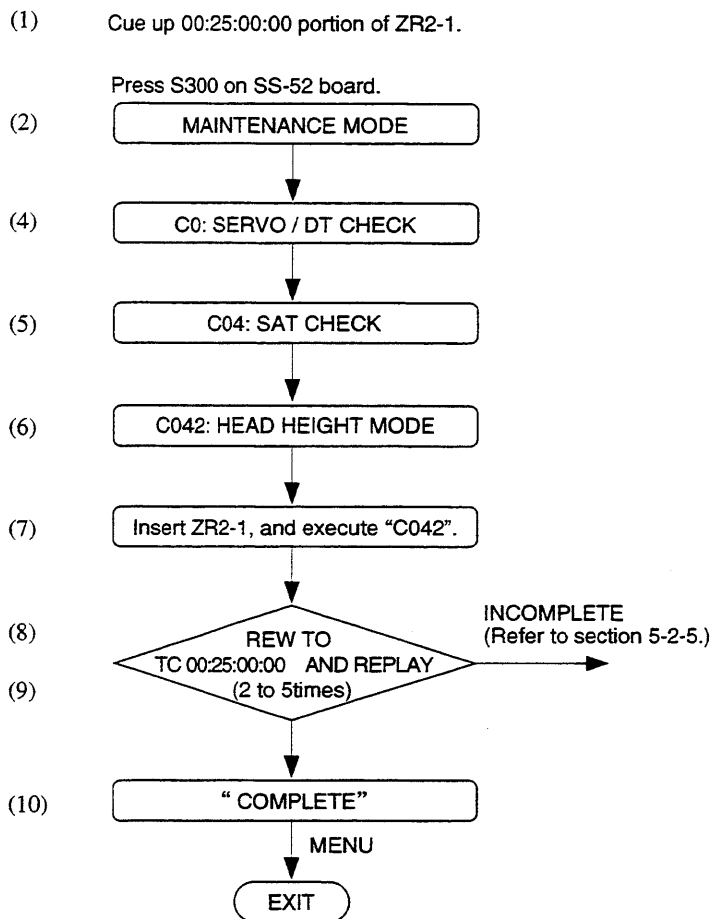 (1) Cue up 00:25:00:00 portion of ZR2-1.
Press S300 on SS-52 board.
(2) MAINTENANCE MODE
(4) C0: SERVO / DT CHECK
(5) C04: SAT CHECK
(6) C042: HEAD HEIGHT MODE
(7) Insert ZR2-1, and execute “C042”.
INCOMPLETE
(Refer to section 5-2-5.)
(8) REW TO
TC 00:25:00:00 AND REPLAY
(9) (2 to 5times)
(10) “ COMPLETE”
MENU
EXIT